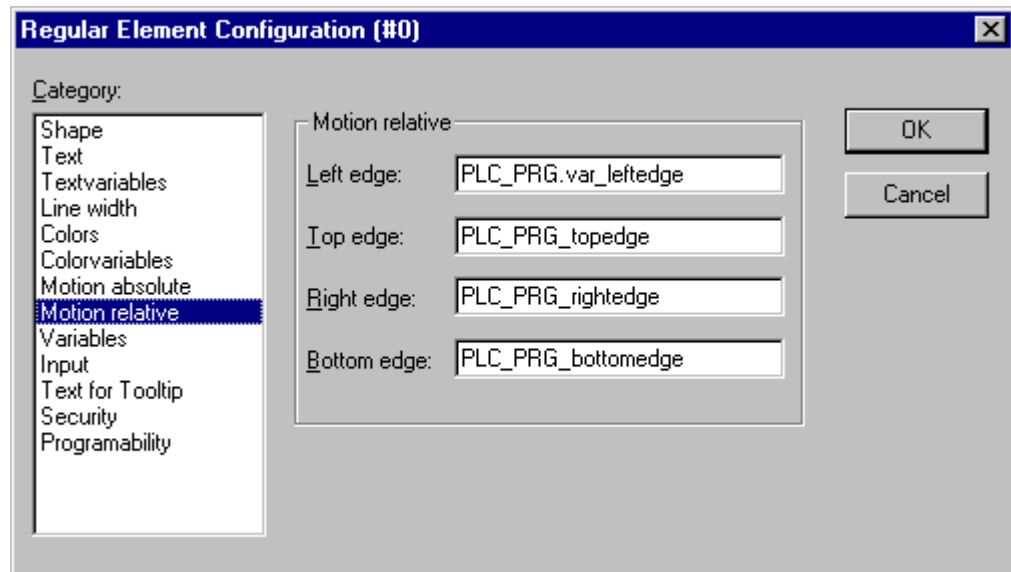 Regular Element Configuration (#0)
Category:
Shape
Text
Textvariables
Line width
Colors
Colorvariables
Motion absolute
Motion relative
Variables
Input
Text for Tooltip
Security
Programability
Motion relative
Left edge: PLC_PRG.var_leftedge
Top edge: PLC_PRG_topedge
Right edge: PLC_PRG_rightedge
Bottom edge: PLC_PRG_bottomedge
OK
Cancel